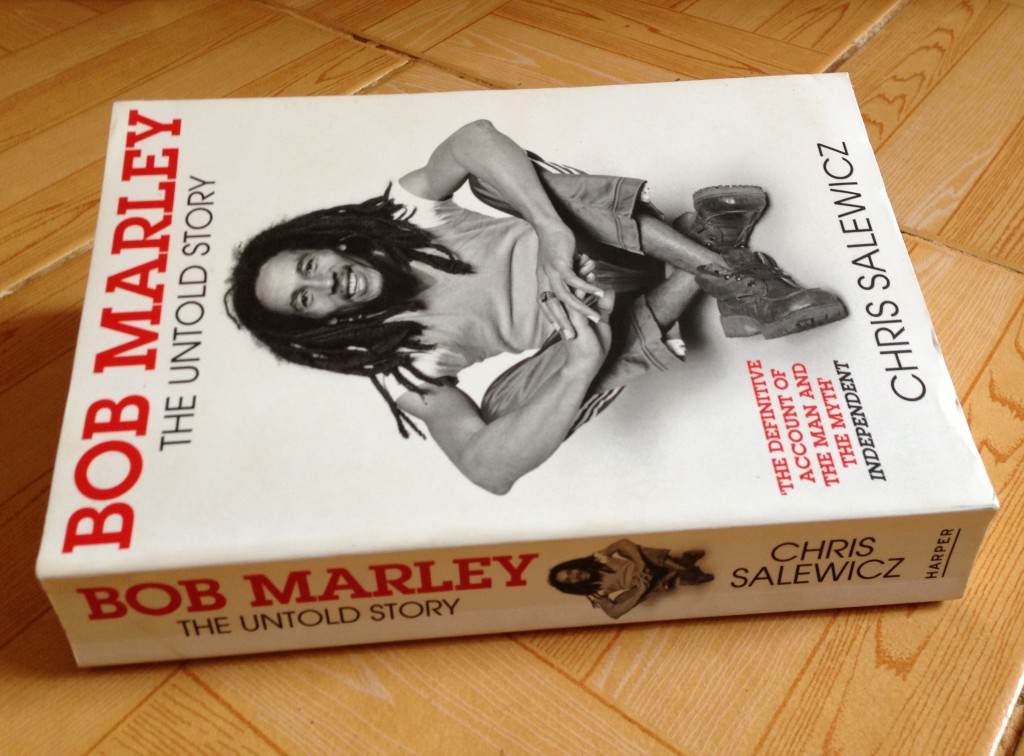 BOB MARLEY
THE UNTOLD STORY
'THE DEFINITIVE
ACCOUNT OF
THE MAN AND
THE MYTH'
INDEPENDENT
CHRIS SALEWICZ
BOB MARLEY
THE UNTOLD STORY
CHRIS
SALEWICZ
HARPER